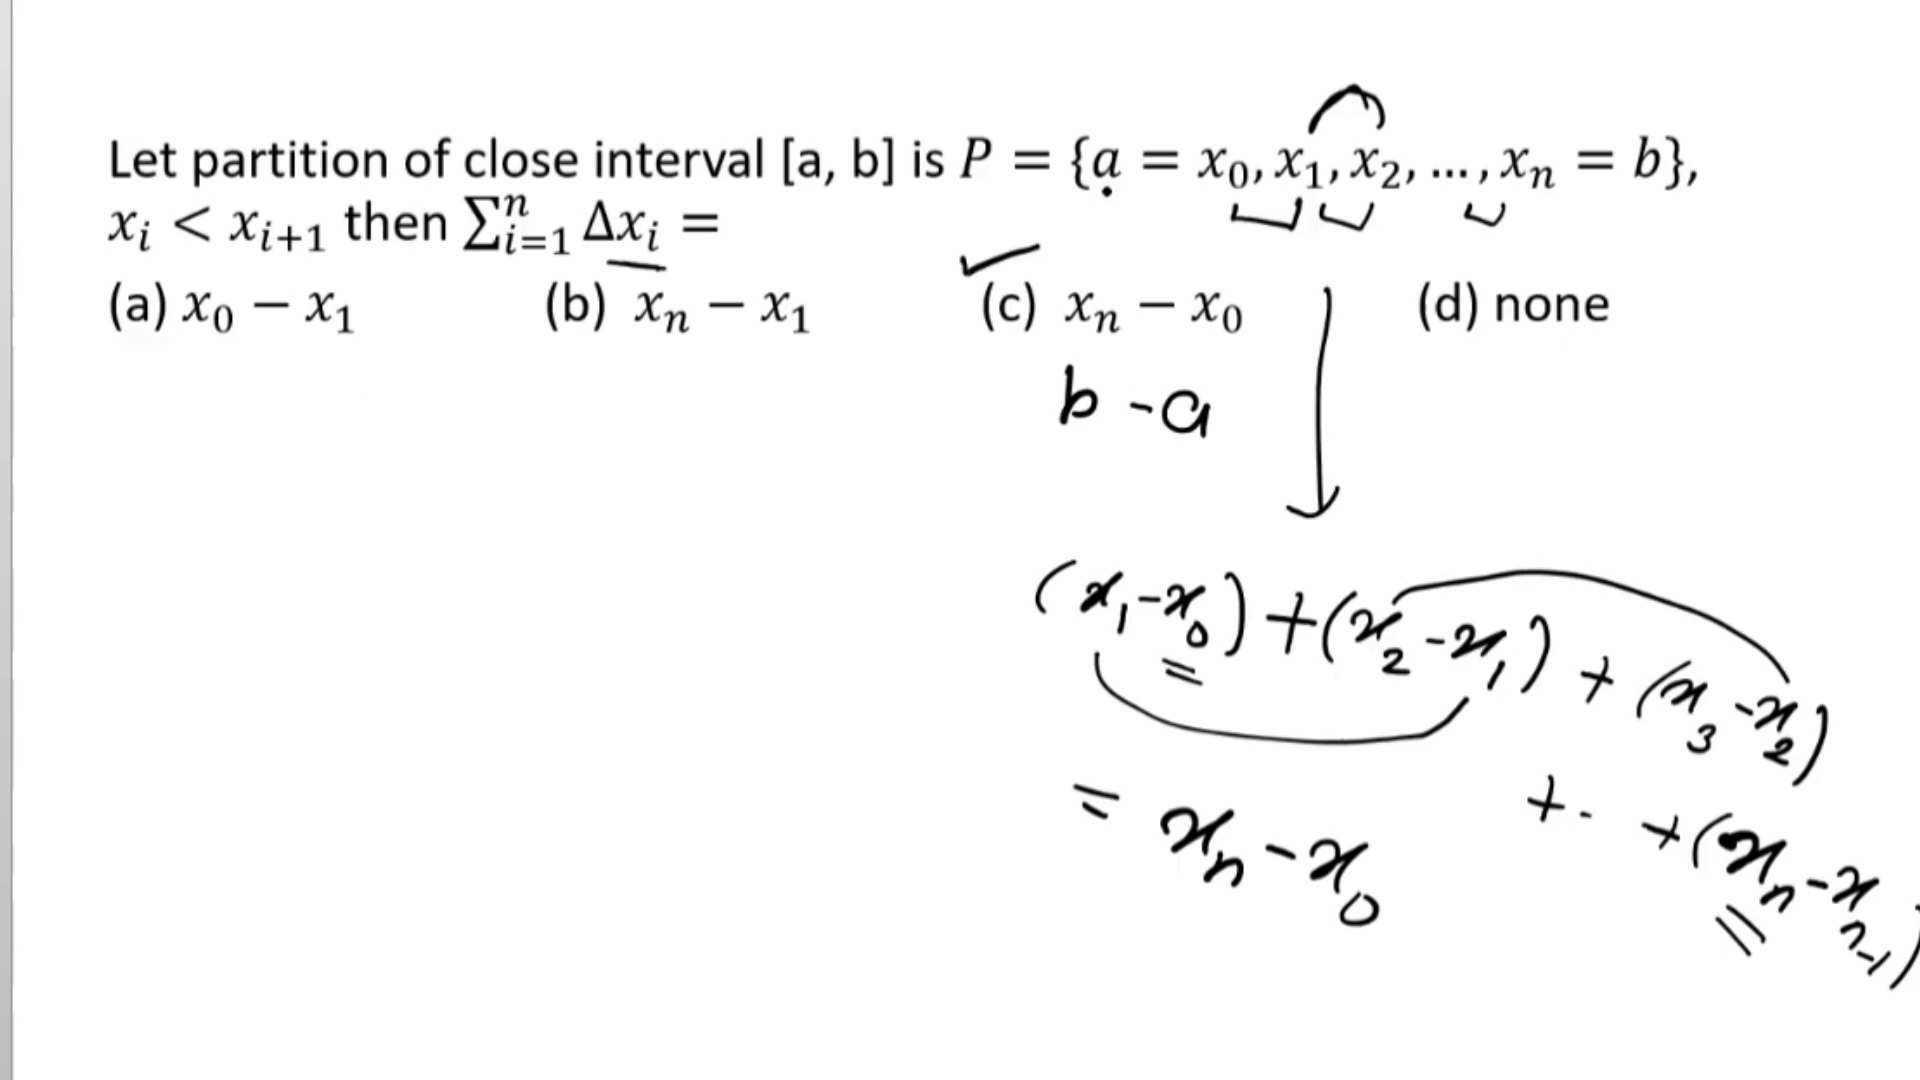 Let partition of close interval [a, b] is P = {a = x₀, x₁, x₂, ..., xₙ = b},
xᵢ < xᵢ₊₁ then ∑ⁿᵢ₌₁ Δxᵢ =
(a) x₀ − x₁ (b) xₙ − x₁ (c) xₙ − x₀ (d) none
b - a
(x₁ - x₀) + (x₂ - x₁) + (x₃ - x₂)
+ - + (xₙ - xₙ₋₁)
= xₙ - x₀